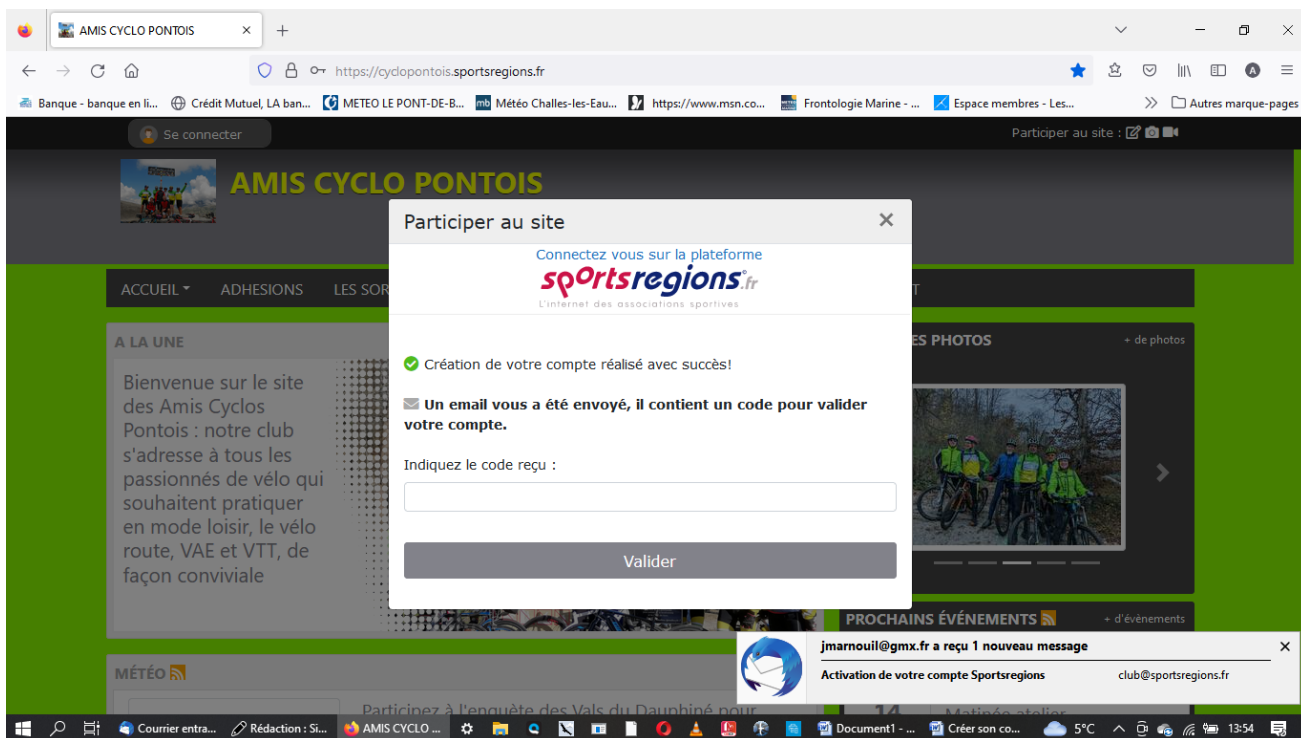 AMIS CYCLO PONTOIS
https://cyclopontois.sportsregions.fr
Banque - banque en li... Crédit Mutuel, LA ban... METEO LE PONT-DE-B... Météo Challes-les-Eau... https://www.msn.co... Frontologie Marine - ... Espace membres - Les... Autres marque-pages
Se connecter
Participer au site :
AMIS CYCLO PONTOIS
Participer au site
Connectez vous sur la plateforme
sportsregions.fr
L'internet des associations sportives
ACCUEIL ADHESIONS LES SOR
T
A LA UNE
Bienvenue sur le site
des Amis Cyclos
Pontois : notre club
s'adresse à tous les
passionnés de vélo qui
souhaitent pratiquer
en mode loisir, le vélo
route, VAE et VTT, de
façon conviviale
Création de votre compte réalisé avec succès!
Un email vous a été envoyé, il contient un code pour valider
votre compte.
Indiquez le code reçu :
Valider
ES PHOTOS
+ de photos
PROCHAINS ÉVÉNEMENTS
+ d'évènements
jmarnouil@gmx.fr a reçu 1 nouveau message
Activation de votre compte Sportsregions club@sportsregions.fr
MÉTÉO
Participez à l'enquête des Vals du Dauphiné pour
14 Matinée atelier
Courrier entra... Rédaction : Si... AMIS CYCLO ... Document1 - ... Créer son co... 5°C 13:54